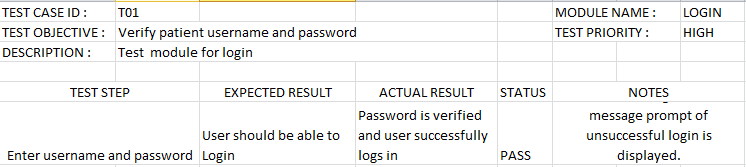 TEST CASE ID : T01 MODULE NAME : LOGIN
TEST OBJECTIVE : Verify patient username and password TEST PRIORITY : HIGH
DESCRIPTION : Test module for login
TEST STEP EXPECTED RESULT ACTUAL RESULT STATUS NOTES
Enter username and password
User should be able to
Login
Password is verified
and user successfully
logs in
PASS
message prompt of
unsuccessful login is
displayed.